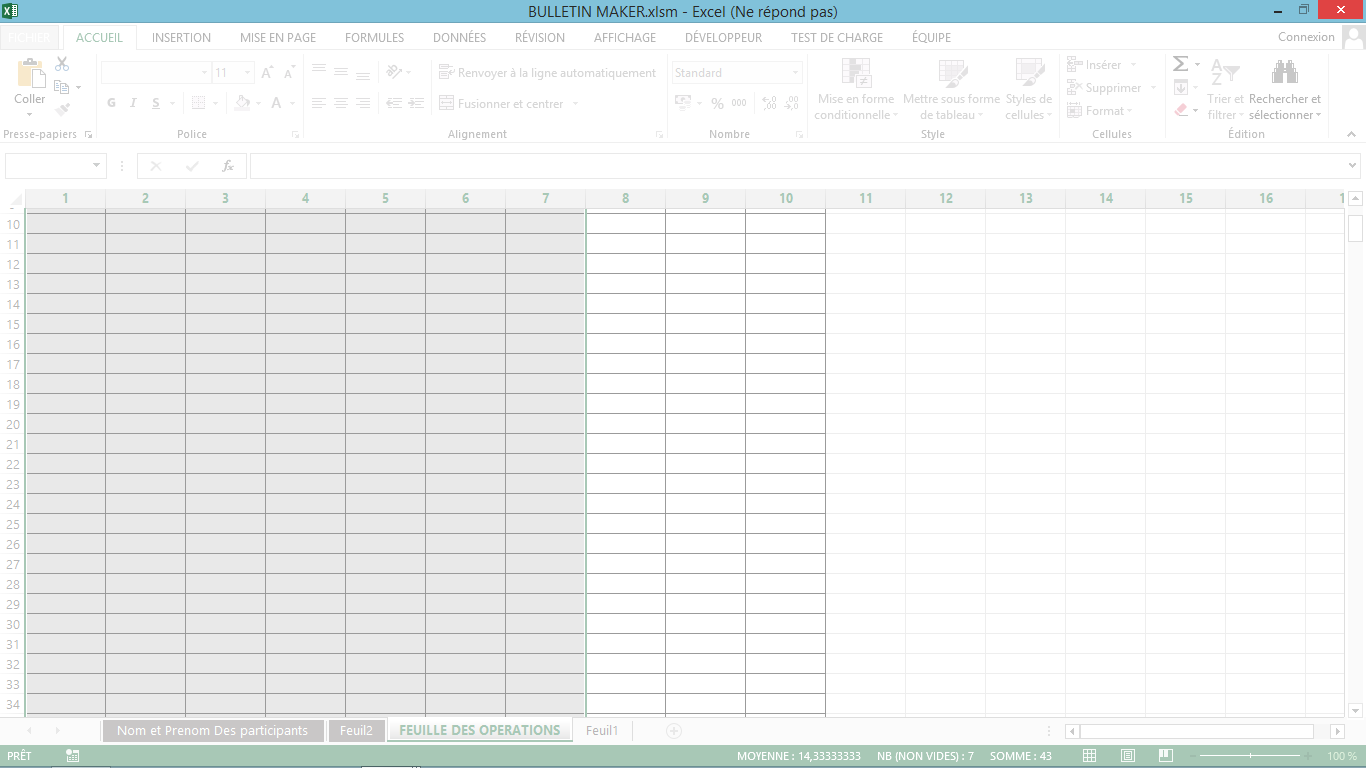 BULLETIN MAKER.xlsm - Excel (Ne répond pas)
FICHIER ACCUEIL INSERTION MISE EN PAGE FORMULES DONNÉES RÉVISION AFFICHAGE DÉVELOPPEUR TEST DE CHARGE ÉQUIPE Connexion
Coller
Presse-papiers
11
G I S
A
Police
Renvoyer à la ligne automatiquement
Fusionner et centrer
Alignement
Standard
% 000
Nombre
Mise en forme conditionnelle
Mettre sous forme de tableau
Styles de cellules
Style
Insérer
Supprimer
Format
Cellules
Trier et filtrer
Rechercher et sélectionner
Édition
fx
1 2 3 4 5 6 7 8 9 10 11 12 13 14 15 16 1
10
11
12
13
14
15
16
17
18
19
20
21
22
23
24
25
26
27
28
29
30
31
32
33
34
Nom et Prenom Des participants Feuil2 FEUILLE DES OPERATIONS Feuil1
PRÊT MOYENNE : 14,33333333 NB (NON VIDES) : 7 SOMME : 43 100 %